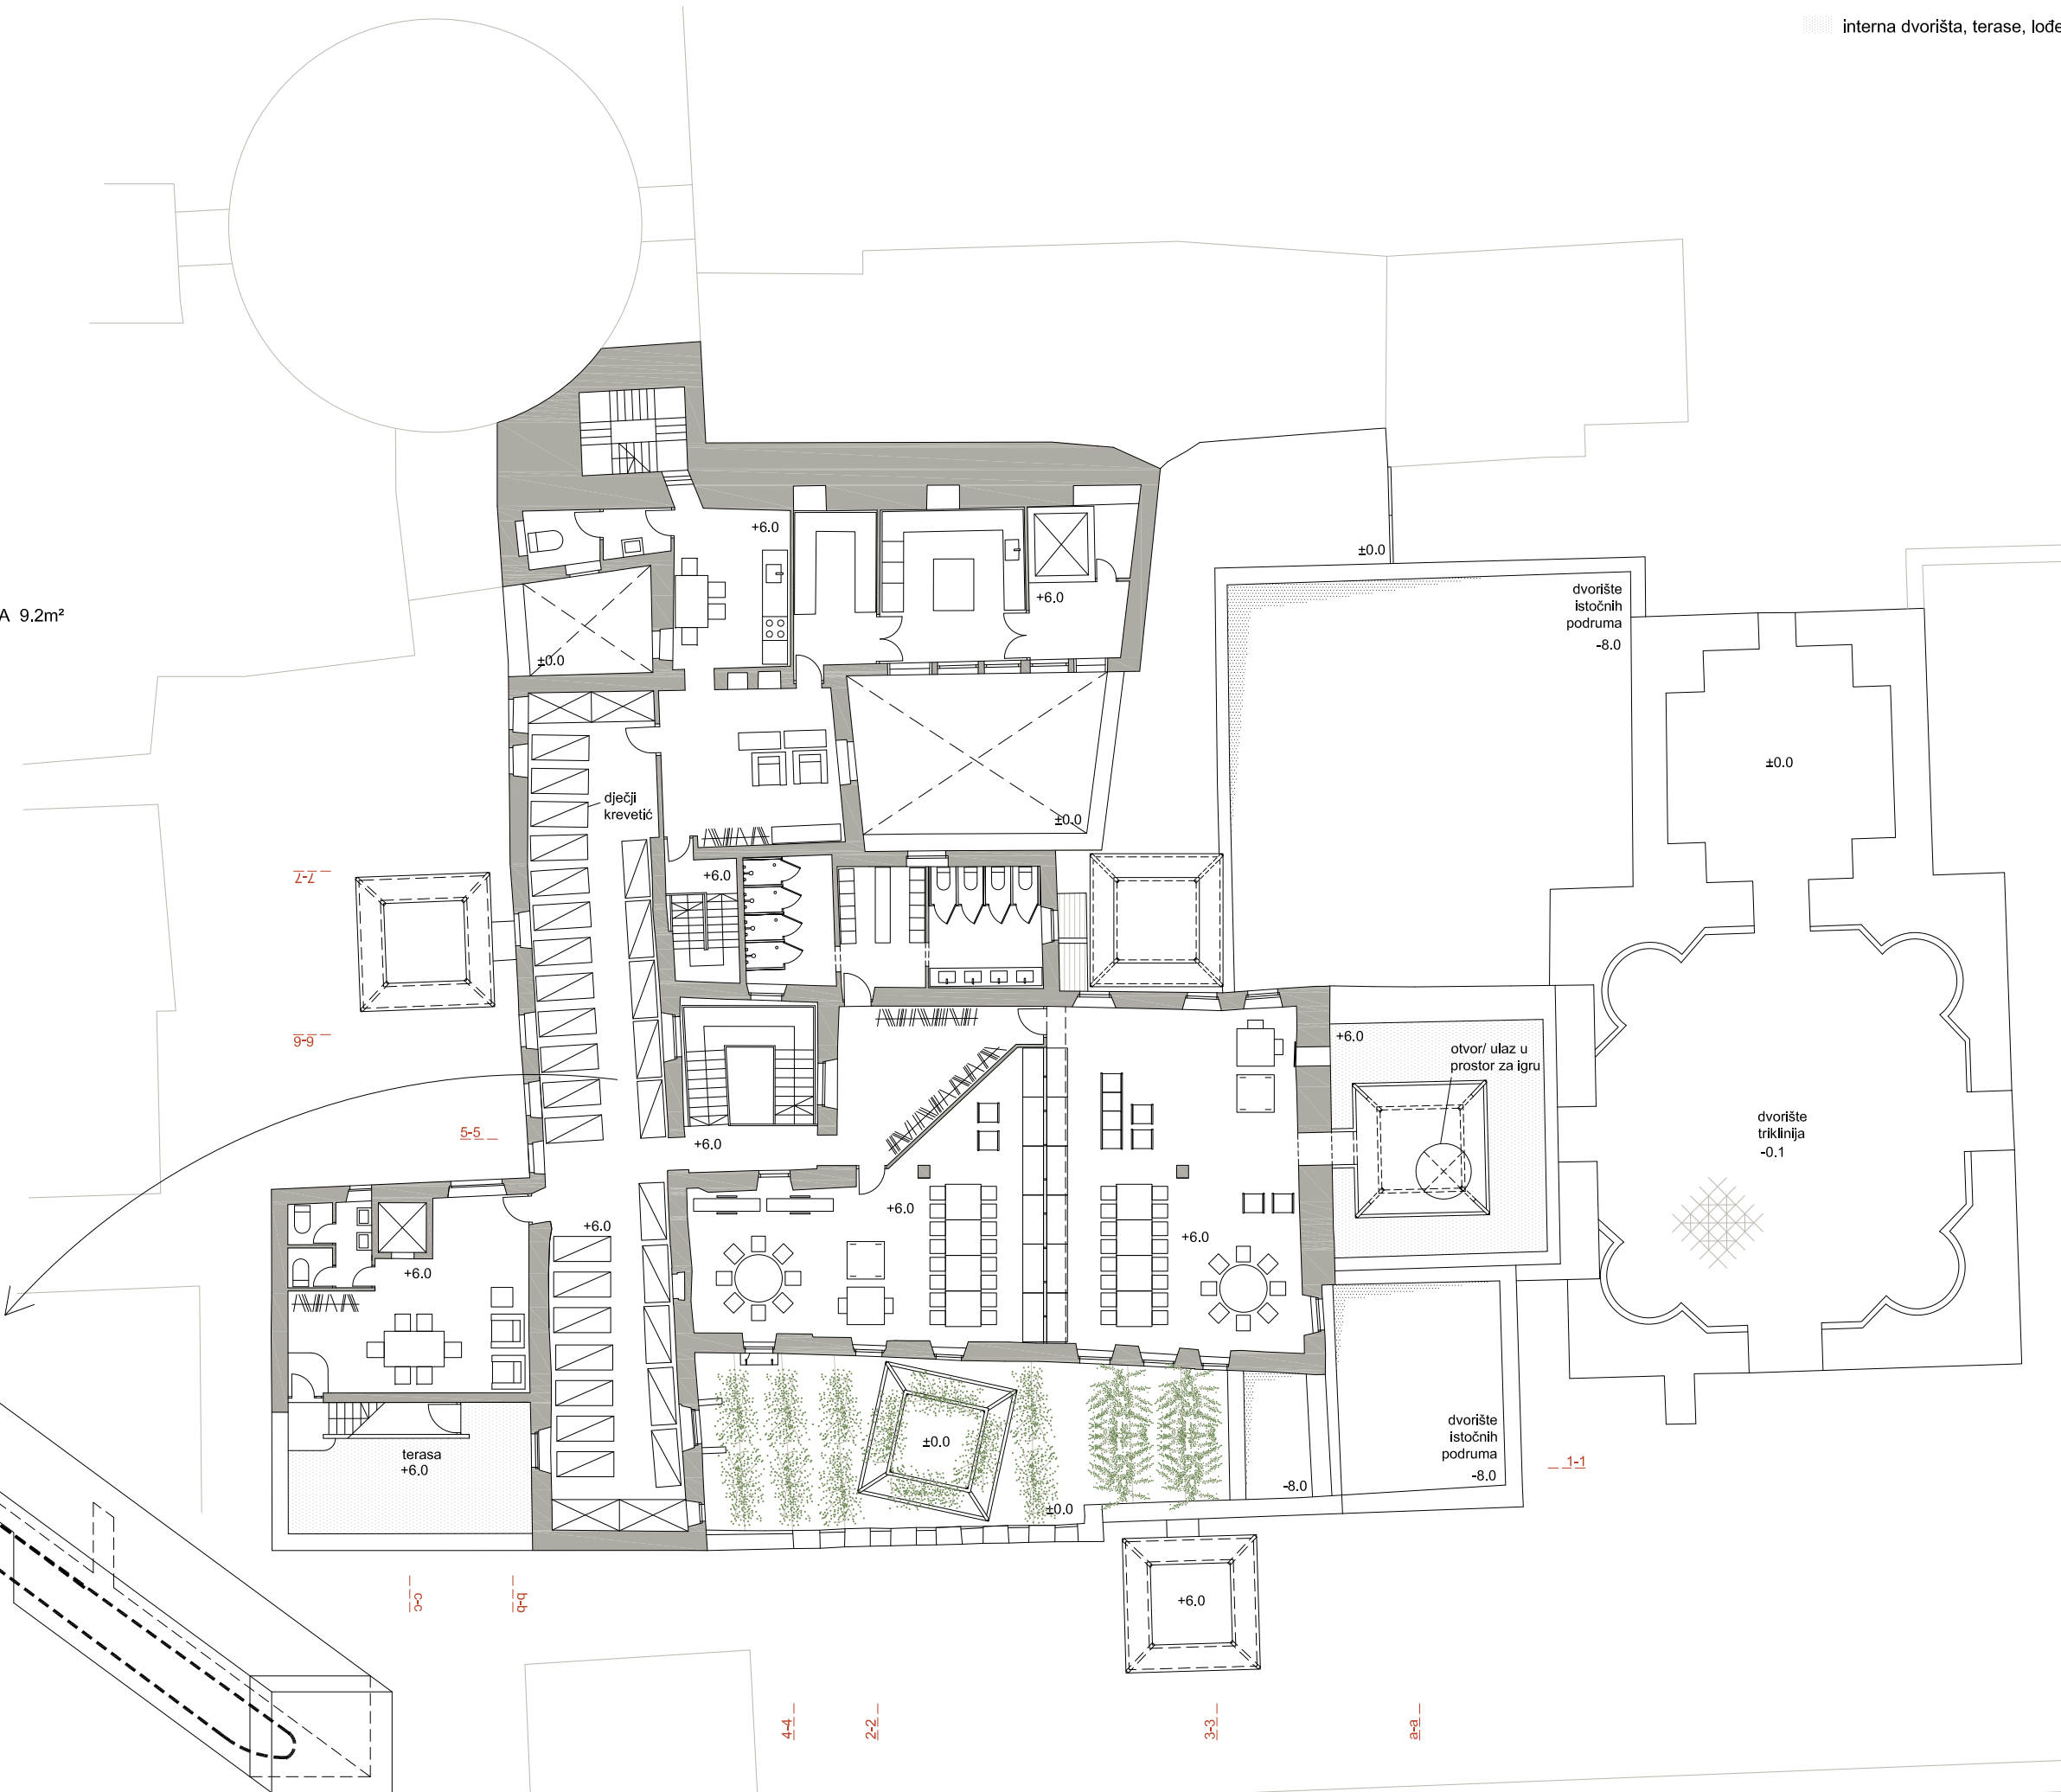 interna dvorišta, terase, lođe
+6.0
±0.0
dvorište
istočnih
podruma
-8.0
+6.0
A 9.2m²
±0.0
±0.0
dječji
krevetić
±0.0
7-7
+6.0
9-9
+6.0
otvor/ ulaz u
prostor za igru
5-5
+6.0
dvorište
triklinija
-0.1
+6.0
+6.0
+6.0
+6.0
terasa
+6.0
±0.0
dvorište
istočnih
podruma
-8.0
1-1
-8.0
±0.0
c-c
b-b
+6.0
4-4
2-2
3-3
a-a